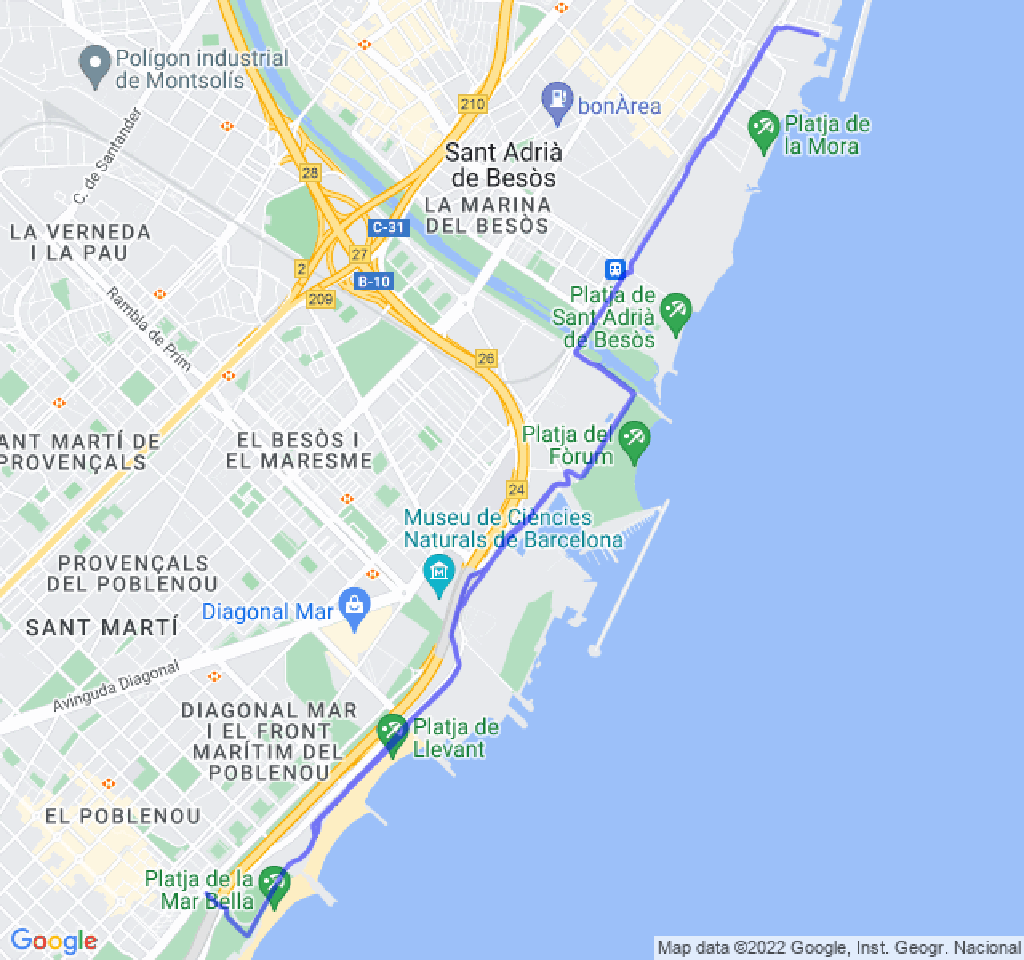 Polígon industrial
de Montsolís
210
bonÀrea
Platja de
la Mora
C. de Santander
28
Sant Adrià
de Besòs
LA MARINA
DEL BESÒS
C-31
LA VERNEDA
I LA PAU
27
2
B-10
209
Platja de
Sant Adrià
de Besòs
Rambla de Prim
26
ANT MARTÍ DE
PROVENÇALS
EL BESÒS I
EL MARESME
Platja del
Fòrum
24
Museu de Ciències
Naturals de Barcelona
PROVENÇALS
DEL POBLENOU
Diagonal Mar
SANT MARTÍ
Avinguda Diagonal
DIAGONAL MAR
I EL FRONT
MARÍTIM DEL
POBLENOU
Platja de
Llevant
EL POBLENOU
Platja de la
Mar Bella
Google
Map data ©2022 Google, Inst. Geogr. Nacional